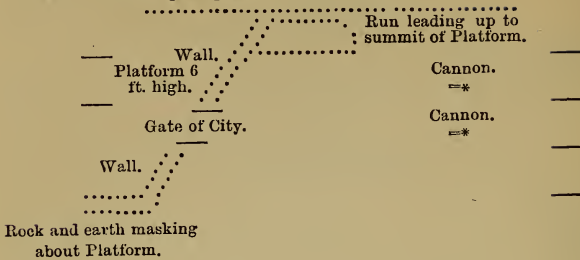 Run leading up to
summit of Platform.
Wall.
Platform 6
ft. high.
Cannon.
Cannon.
Gate of City.
Wall.
Rock and earth masking
about Platform.